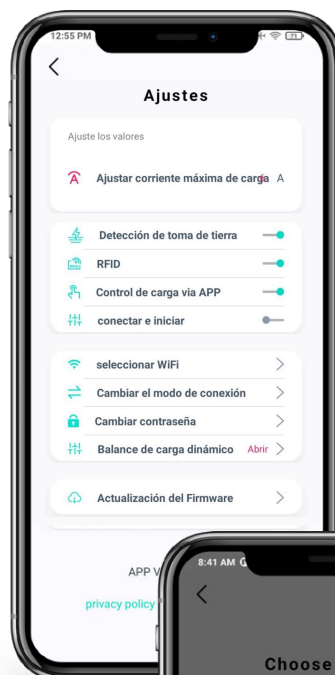 12:55 PM
71
Ajustes
Ajuste los valores
Ajustar corriente máxima de carga A
Detección de toma de tierra
RFID
Control de carga via APP
conectar e iniciar
seleccionar WiFi
Cambiar el modo de conexión
Cambiar contraseña
Balance de carga dinámico Abrir
Actualización del Firmware
APP V
privacy policy
8:41 AM
Choose